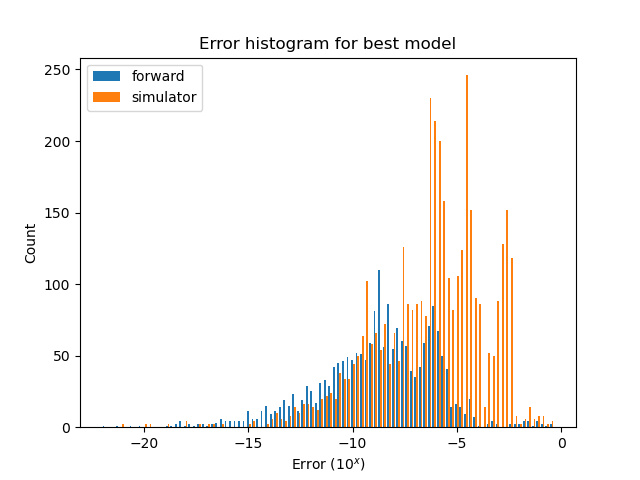 Error histogram for best model
forward
simulator
250
200
150
100
50
0
Count
−20 −15 −10 −5 0
Error (10^x)